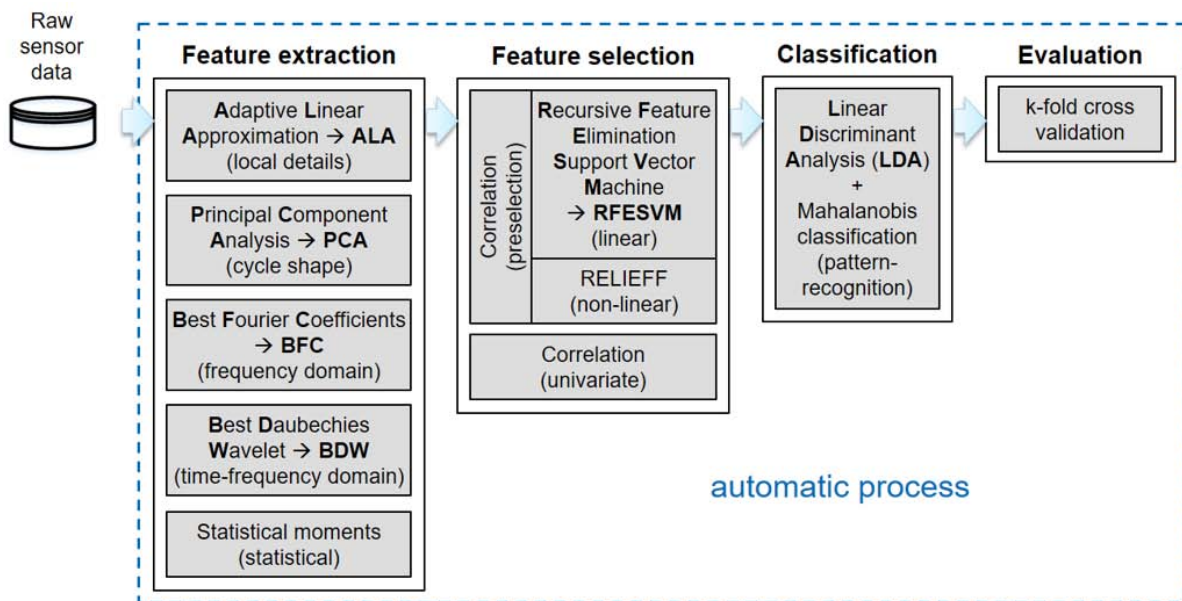 Raw
sensor
data
Feature extraction
Adaptive Linear
Approximation → ALA
(local details)
Principal Component
Analysis → PCA
(cycle shape)
Best Fourier Coefficients
→ BFC
(frequency domain)
Best Daubechies
Wavelet → BDW
(time-frequency domain)
Statistical moments
(statistical)
Feature selection
Correlation
(preselection)
Recursive Feature
Elimination
Support Vector
Machine
→ RFESVM
(linear)
RELIEFF
(non-linear)
Correlation
(univariate)
Classification
Linear
Discriminant
Analysis (LDA)
+
Mahalanobis
classification
(pattern-
recognition)
Evaluation
k-fold cross
validation
automatic process